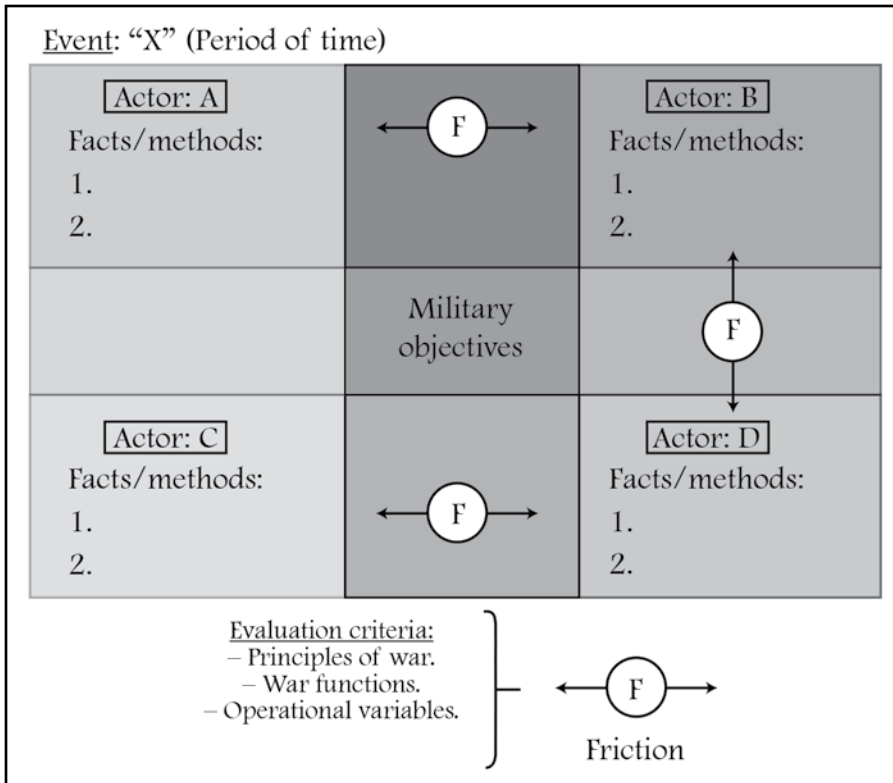 Event: “X” (Period of time)
Actor: A
Facts/methods:
1.
2.
F
Actor: B
Facts/methods:
1.
2.
Military
objectives
F
Actor: C
Facts/methods:
1.
2.
F
Actor: D
Facts/methods:
1.
2.
Evaluation criteria:
– Principles of war.
– War functions.
– Operational variables.
F
Friction